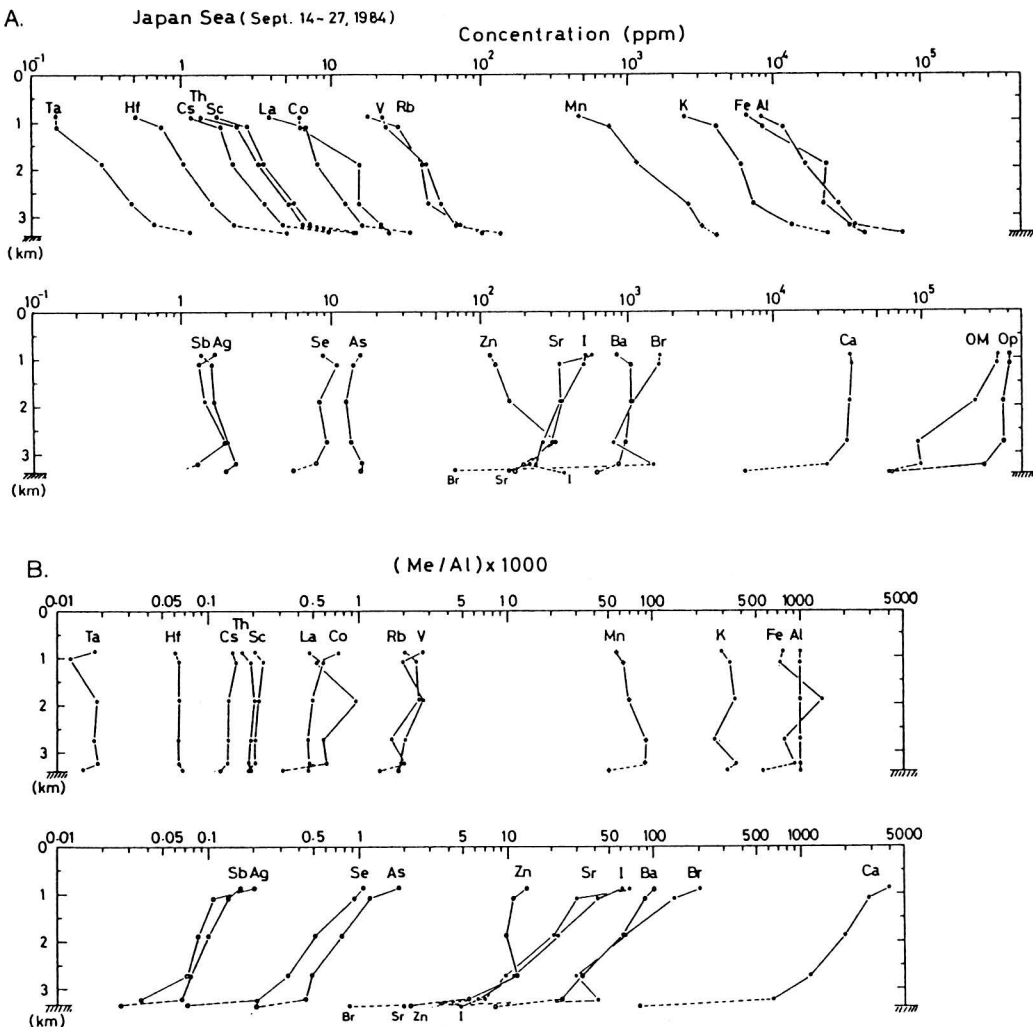 A.
Japan Sea (Sept. 14~27, 1984)
Concentration (ppm)
10⁻¹ 1 10 10² 10³ 10⁴ 10⁵
0
1
2
3
(km)
Ta Hf Cs Th Sc La Co V Rb Mn K Fe Al
10⁻¹ 1 10 10² 10³ 10⁴ 10⁵
0
1
2
3
(km)
Sb Ag Se As Zn Sr I Ba Br Ca OM Op
Br Sr I
B.
(Me/Al) x 1000
0.01 0.05 0.1 0.5 1 5 10 50 100 500 1000 5000
0
1
2
3
(km)
Ta Hf Cs Th Sc La Co Rb V Mn K Fe Al
0.01 0.05 0.1 0.5 1 5 10 50 100 500 1000 5000
0
1
2
3
(km)
Sb Ag Se As Zn Sr I Ba Br Ca
Br Sr Zn I